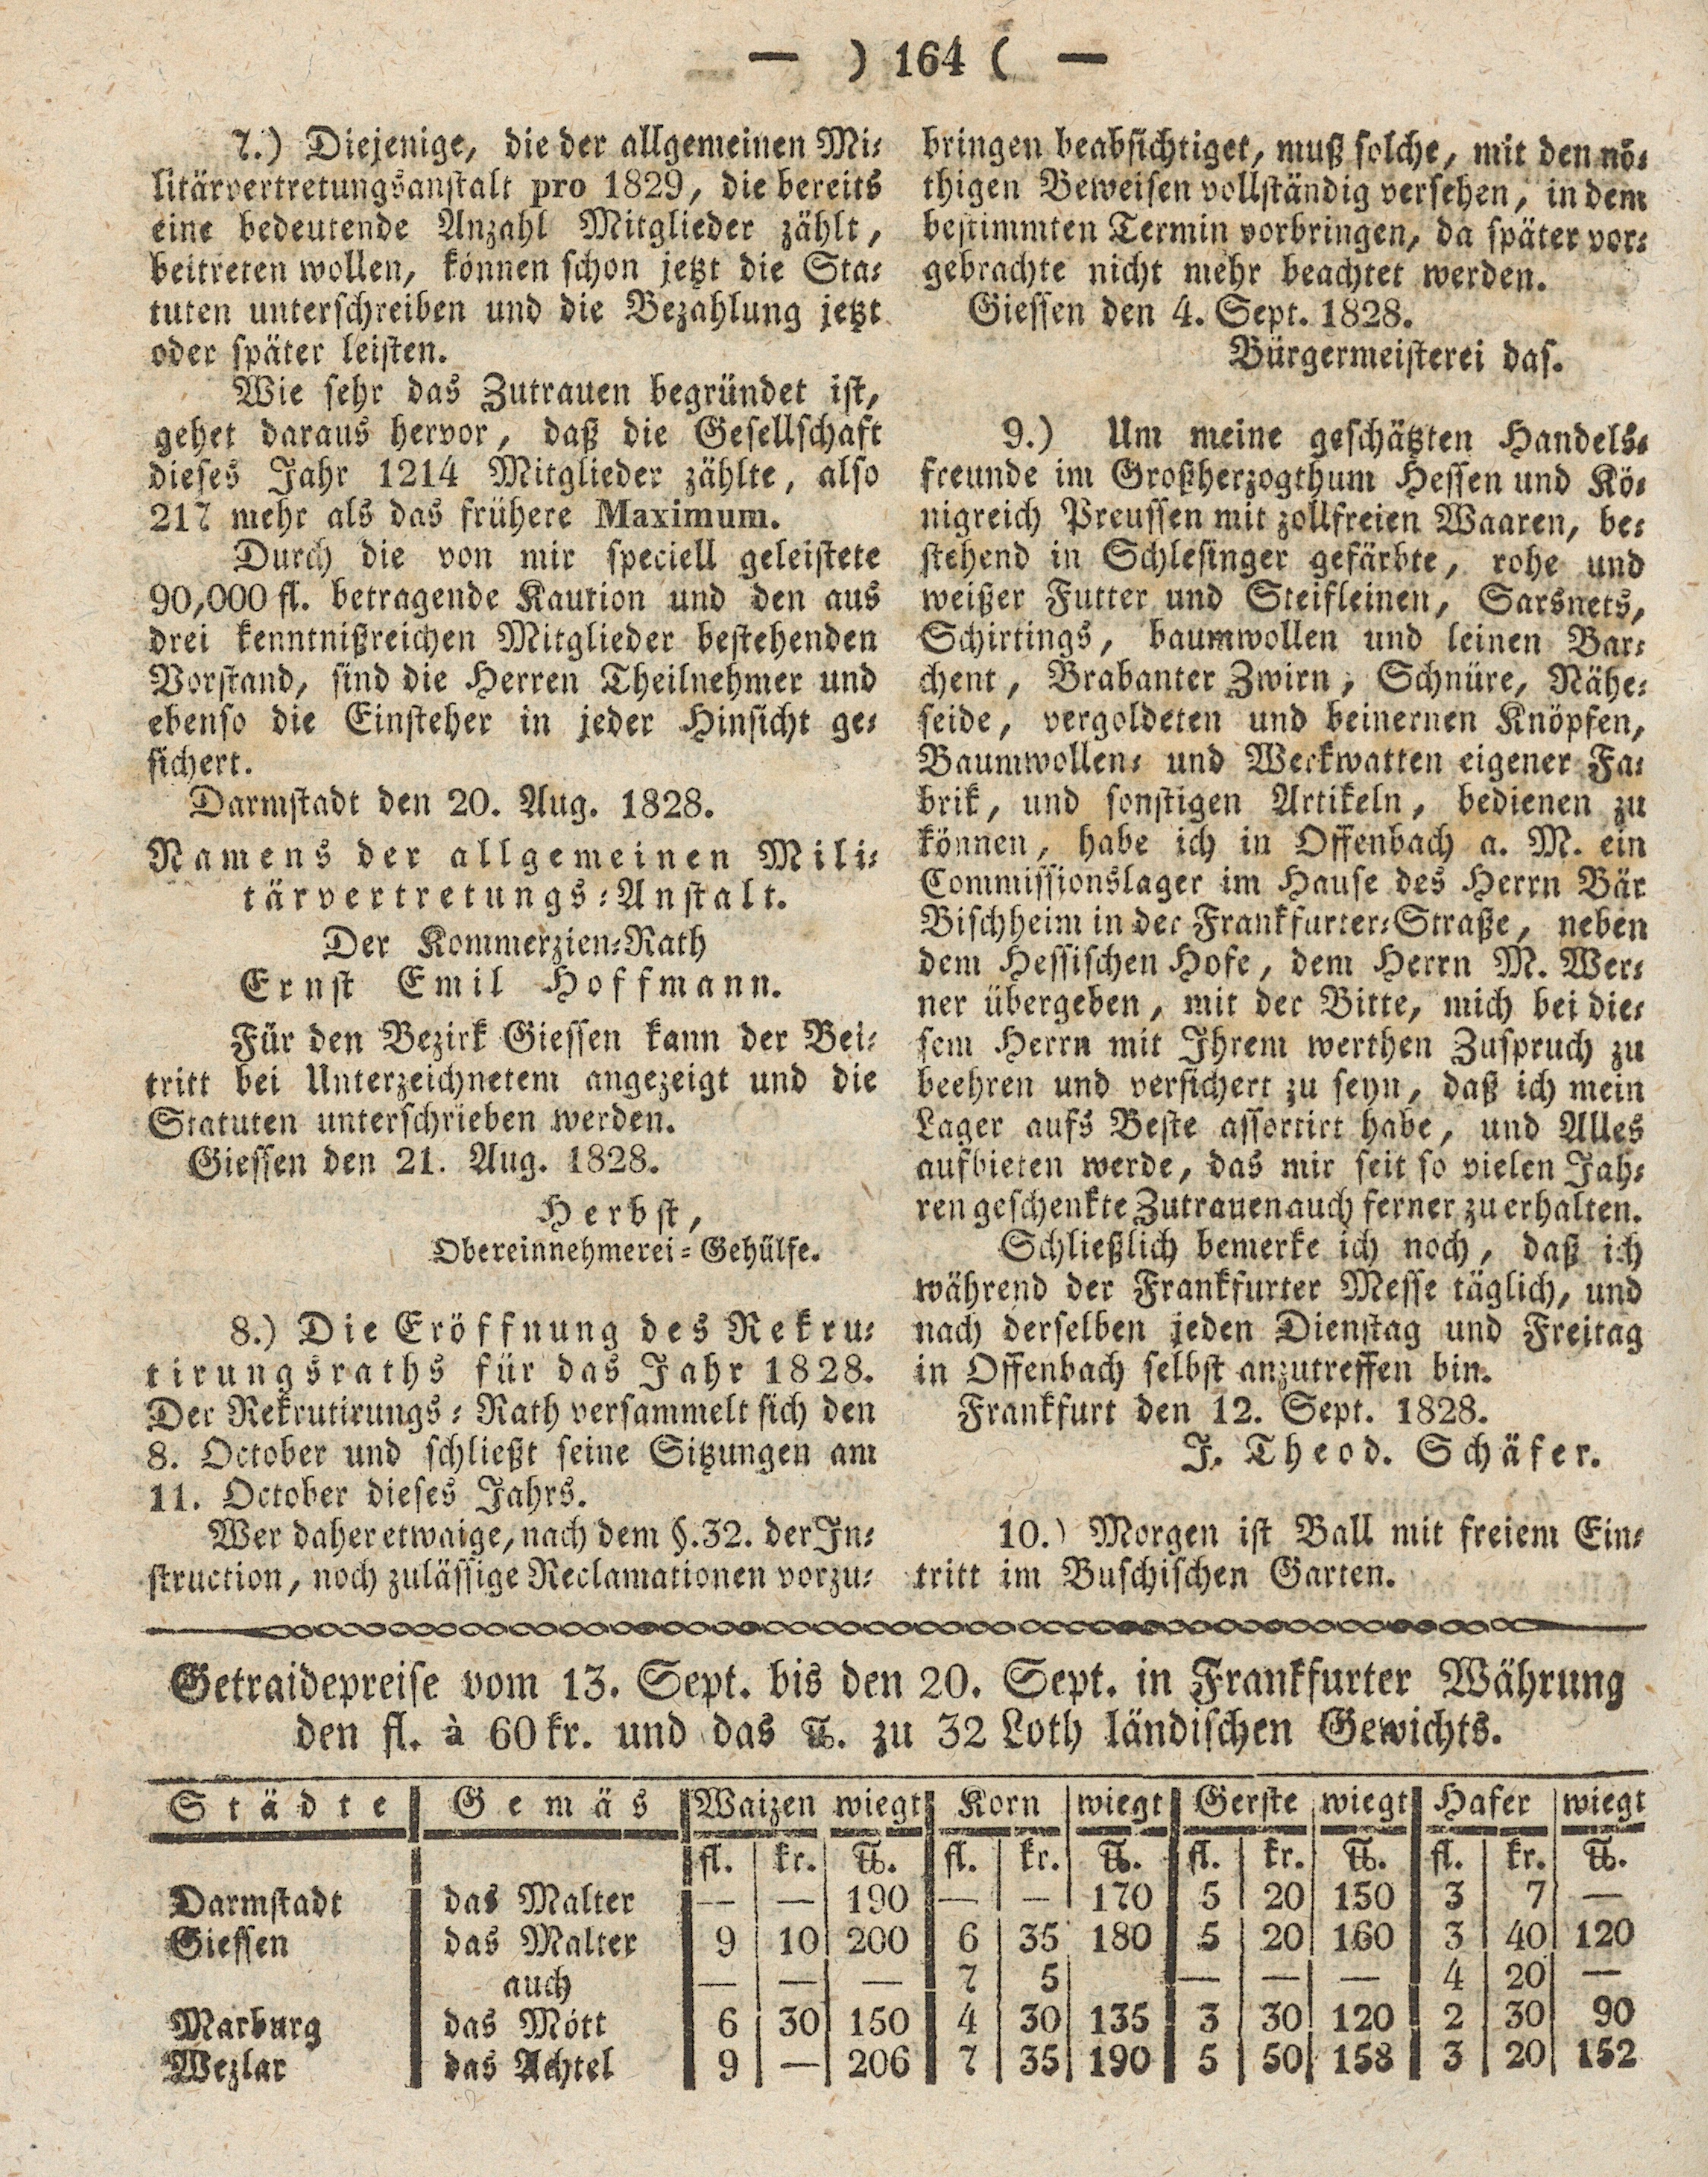 — ) 164 ( —
7.) Diejenige, die der allgemeinen Mi-
litärvertretungsanstalt pro 1829, die bereits
eine bedeutende Anzahl Mitglieder zählt,
beitreten wollen, können schon jetzt die Sta-
tuten unterschreiben und die Bezahlung jetzt
oder später leisten.
Wie sehr das Zutrauen begründet ist,
gehet daraus hervor, daß die Gesellschaft
dieses Jahr 1214 Mitglieder zählte, also
217 mehr als das frühere Maximum.
Durch die von mir speciell geleistete
90,000 fl. betragende Kaution und den aus
drei kenntnißreichen Mitglieder bestehenden
Vorstand, sind die Herren Theilnehmer und
ebenso die Einsteher in jeder Hinsicht ge-
sichert.
Darmstadt den 20. Aug. 1828.
Namens der allgemeinen Mili-
tärvertretungs-Anstalt.
Der Kommerzien-Rath
Ernst Emil Hoffmann.
Für den Bezirk Giessen kann der Bei-
tritt bei Unterzeichnetem angezeigt und die
Statuten unterschrieben werden.
Giessen den 21. Aug. 1828.
Herbst,
Obereinnehmerei-Gehülfe.
8.) Die Eröffnung des Rekru-
tirungsraths für das Jahr 1828.
Der Rekrutirungs-Rath versammelt sich den
8. October und schließt seine Sitzungen am
11. October dieses Jahrs.
Wer daher etwaige, nach dem §. 32. der In-
struction, noch zulässige Reclamationen vorzu-
bringen beabsichtiget, muß solche, mit den nö-
thigen Beweisen vollständig versehen, in dem
bestimmten Termin vorbringen, da später vor-
gebrachte nicht mehr beachtet werden.
Giessen den 4. Sept. 1828.
Bürgermeisterei das.
9.) Um meine geschätzten Handels-
freunde im Großherzogthum Hessen und Kö-
nigreich Preussen mit zollfreien Waaren, be-
stehend in Schlesinger gefärbte, rohe und
weißer Futter und Steifleinen, Sarsnets,
Schirtings, baumwollen und leinen Bar-
chent, Brabanter Zwirn, Schnüre, Nähe-
seide, vergoldeten und beinernen Knöpfen,
Baumwollen- und Werkwatten eigener Fa-
brik, und sonstigen Artikeln, bedienen zu
können, habe ich in Offenbach a. M. ein
Commissionslager im Hause des Herrn Bär
Bischheim in der Frankfurter-Straße, neben
dem Hessischen Hofe, dem Herrn M. Wer-
ner übergeben, mit der Bitte, mich bei die-
sem Herrn mit Ihrem werthen Zuspruch zu
beehren und versichert zu seyn, daß ich mein
Lager aufs Beste assortirt habe, und Alles
aufbieten werde, das mir seit so vielen Jah-
ren geschenkte Zutrauen auch ferner zu erhalten.
Schließlich bemerke ich noch, daß ich
während der Frankfurter Messe täglich, und
nach derselben jeden Dienstag und Freitag
in Offenbach selbst anzutreffen bin.
Frankfurt den 12. Sept. 1828.
J. Theod. Schäfer.
10.) Morgen ist Ball mit freiem Ein-
tritt im Buschischen Garten.
Getraidepreise vom 13. Sept. bis den 20. Sept. in Frankfurter Währung
den fl. à 60 kr. und das ℔. zu 32 Loth ländischen Gewichts.
Städte Gemäs Waizen wiegt Korn wiegt Gerste wiegt Hafer wiegt
fl. kr. ℔. fl. kr. ℔. fl. kr. ℔. fl. kr. ℔.
Darmstadt das Malter — — 190 — — 170 5 20 150 3 7 —
Giessen das Malter 9 10 200 6 35 180 5 20 160 3 40 120
auch — — — 7 5 — — — 4 20 —
Marburg das Mött 6 30 150 4 30 135 3 30 120 2 30 90
Wezlar das Achtel 9 — 206 7 35 190 5 50 158 3 20 152